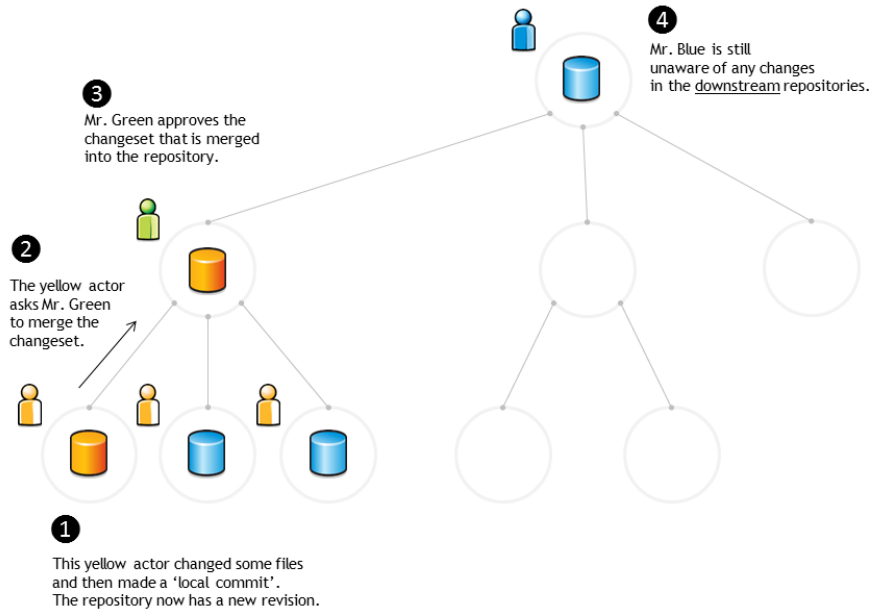 4
Mr. Blue is still
unaware of any changes
in the downstream repositories.
3
Mr. Green approves the
changeset that is merged
into the repository.
2
The yellow actor
asks Mr. Green
to merge the
changeset.
1
This yellow actor changed some files
and then made a ‘local commit’.
The repository now has a new revision.